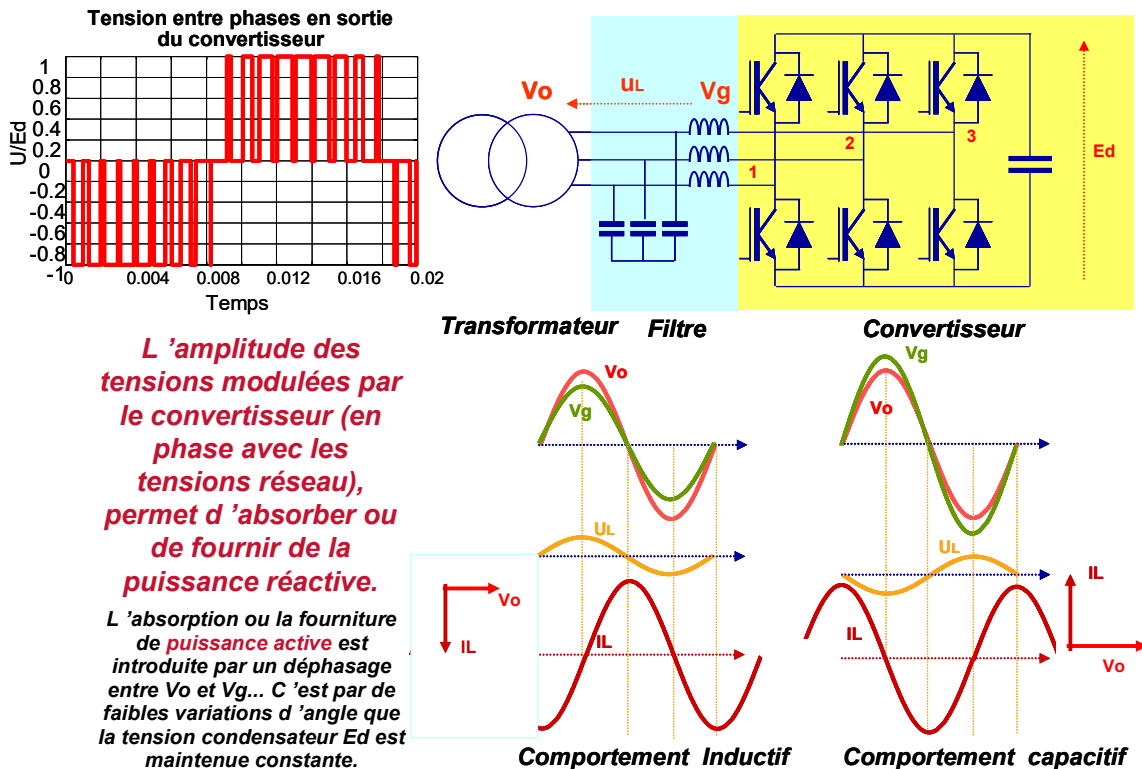 Tension entre phases en sortie
du convertisseur
U/Ed
1
0.8
0.6
0.4
0.2
0
-0.2
-0.4
-0.6
-0.8
-1
0
0.004
0.008
0.012
0.016
0.02
Temps
Vo
uL
Vg
1
2
3
Ed
Transformateur
Filtre
Convertisseur
L ’amplitude des
tensions modulées par
le convertisseur (en
phase avec les
tensions réseau),
permet d ’absorber ou
de fournir de la
puissance réactive.
L ’absorption ou la fourniture
de puissance active est
introduite par un déphasage
entre Vo et Vg... C ’est par de
faibles variations d ’angle que
la tension condensateur Ed est
maintenue constante.
Vo
Vg
UL
IL
Vo
IL
Comportement Inductif
Vg
Vo
UL
IL
IL
Vo
Comportement capacitif